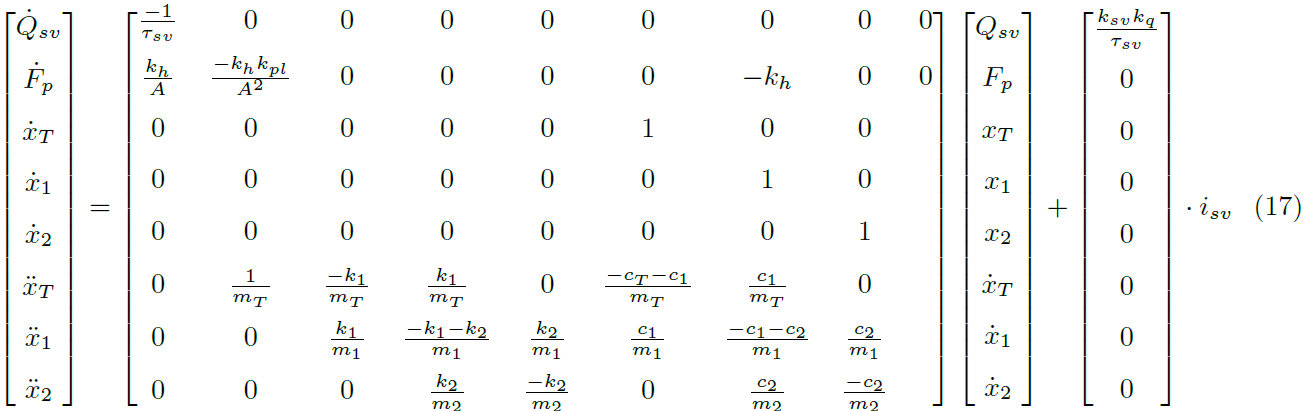 Q̇_sv −1/τ_sv 0 0 0 0 0 0 0 0 Q_sv k_sv k_q/τ_sv
Ḟ_p k_h/A −k_h k_pl/A² 0 0 0 0 −k_h 0 0 F_p 0
ẋ_T 0 0 0 0 0 1 0 0 x_T 0
ẋ_1 0 0 0 0 0 0 1 0 x_1 0
= + · i_sv (17)
ẋ_2 0 0 0 0 0 0 0 1 x_2 0
ẍ_T 0 1/m_T −k_1/m_T k_1/m_T 0 −c_T−c_1/m_T c_1/m_T 0 ẋ_T 0
ẍ_1 0 0 k_1/m_1 −k_1−k_2/m_1 k_2/m_1 c_1/m_1 −c_1−c_2/m_1 c_2/m_1 ẋ_1 0
ẍ_2 0 0 0 k_2/m_2 −k_2/m_2 0 c_2/m_2 −c_2/m_2 ẋ_2 0